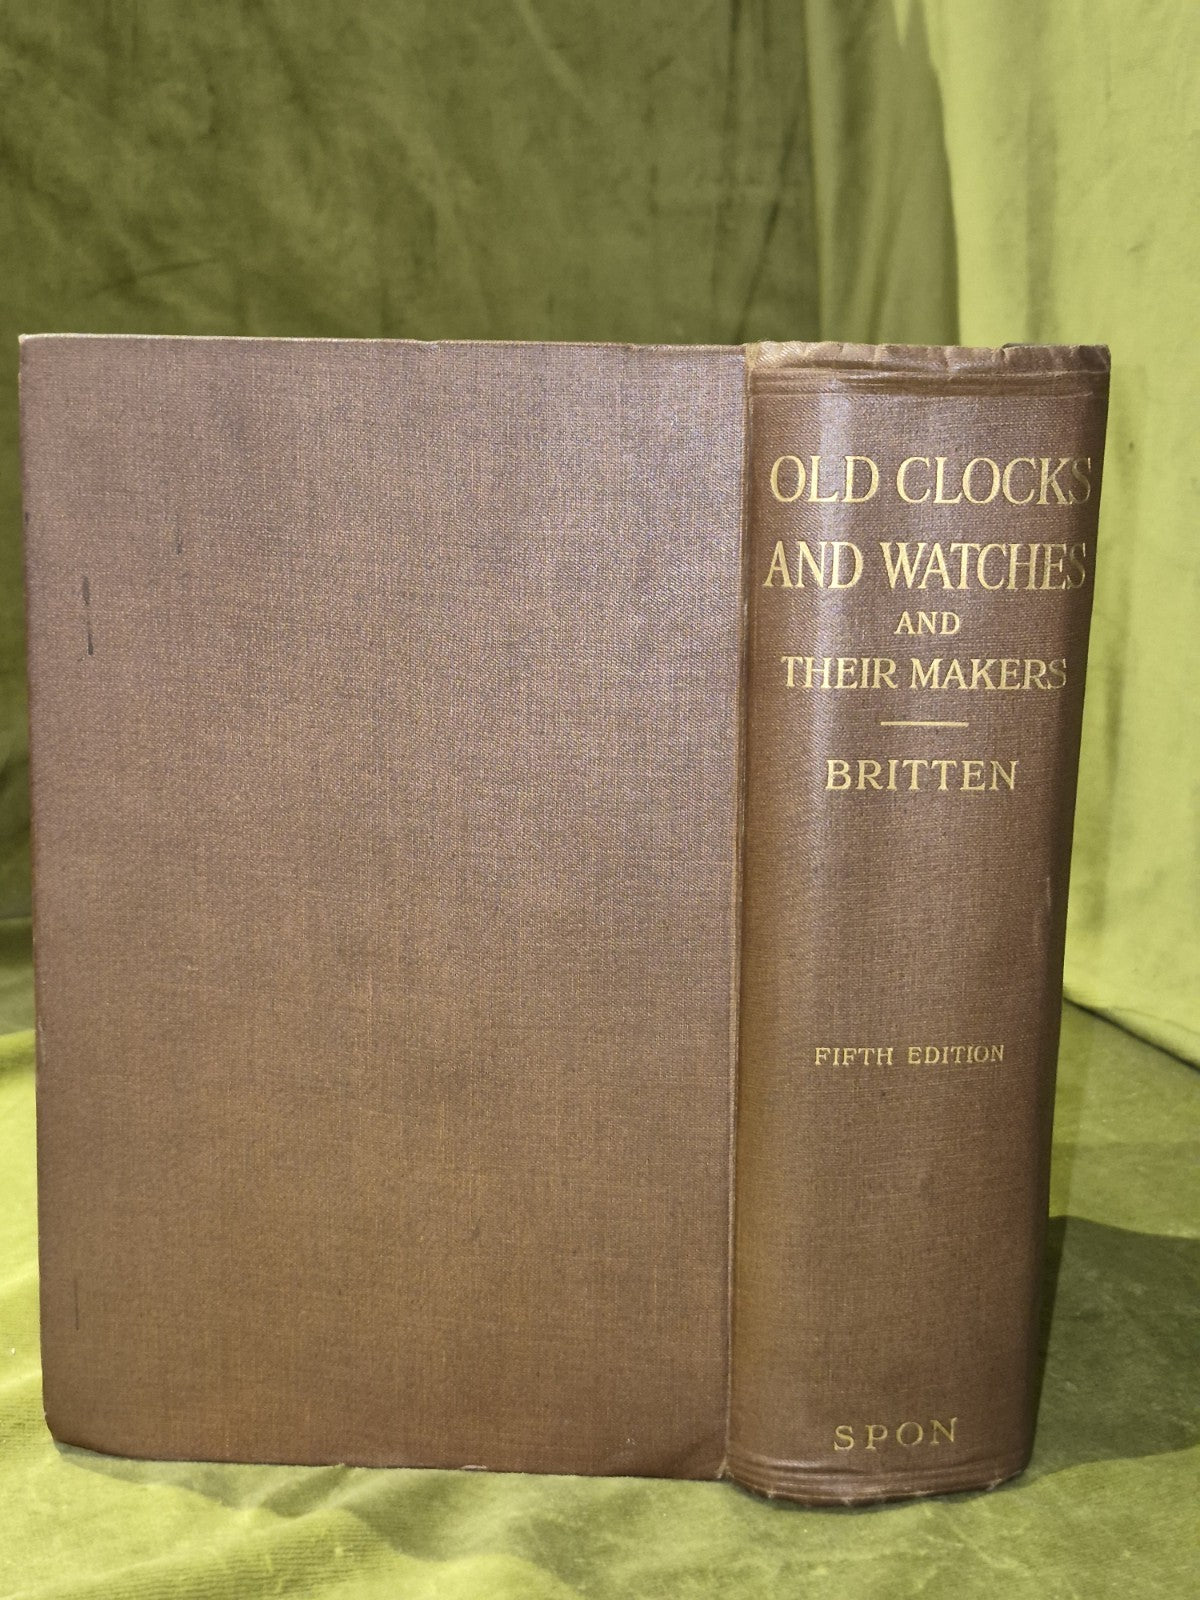 OLD CLOCKS
AND WATCHES
AND
THEIR MAKERS
BRITTEN
FIFTH EDITION
SPON